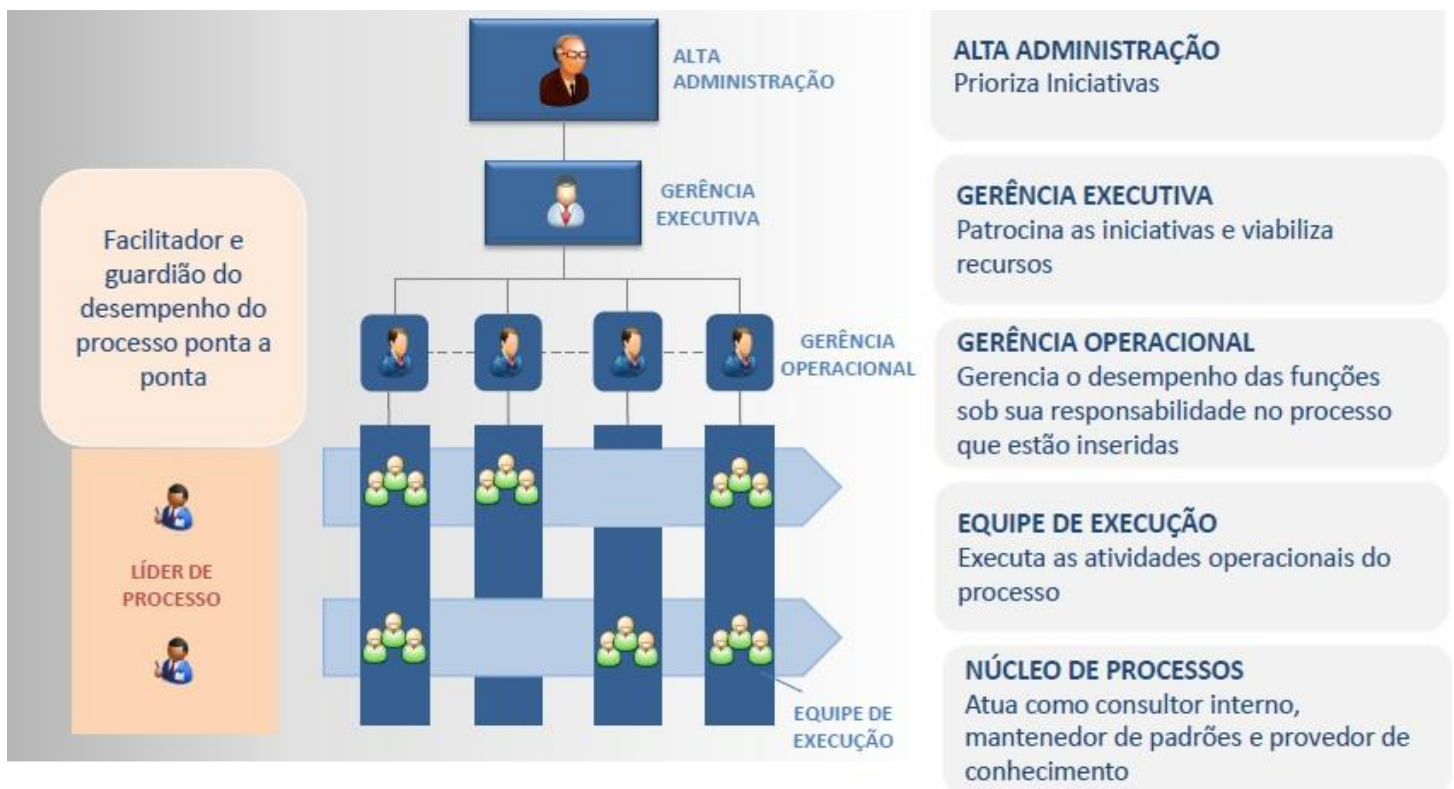 ALTA
ADMINISTRAÇÃO
GERÊNCIA
EXECUTIVA
GERÊNCIA
OPERACIONAL
EQUIPE DE
EXECUÇÃO
Facilitador e
guardião do
desempenho do
processo ponta a
ponta
LÍDER DE
PROCESSO
ALTA ADMINISTRAÇÃO
Prioriza Iniciativas
GERÊNCIA EXECUTIVA
Patrocina as iniciativas e viabiliza
recursos
GERÊNCIA OPERACIONAL
Gerencia o desempenho das funções
sob sua responsabilidade no processo
que estão inseridas
EQUIPE DE EXECUÇÃO
Executa as atividades operacionais do
processo
NÚCLEO DE PROCESSOS
Atua como consultor interno,
mantenedor de padrões e provedor de
conhecimento